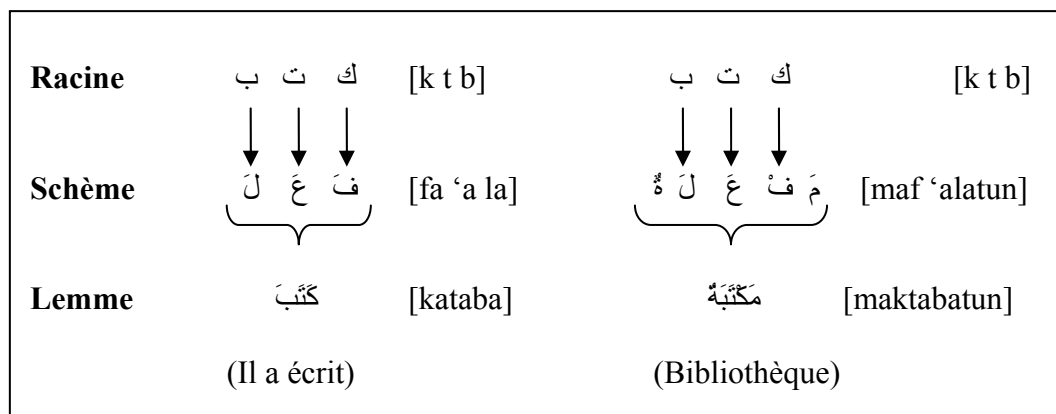 Racine ك ت ب [k t b] ك ت ب [k t b]
Schème فَ عَ لَ [fa ‘a la] مَ فْ عَ لَ ةٌ [maf ‘alatun]
Lemme كَتَبَ [kataba] مَكْتَبَةٌ [maktabatun]
(Il a écrit) (Bibliothèque)